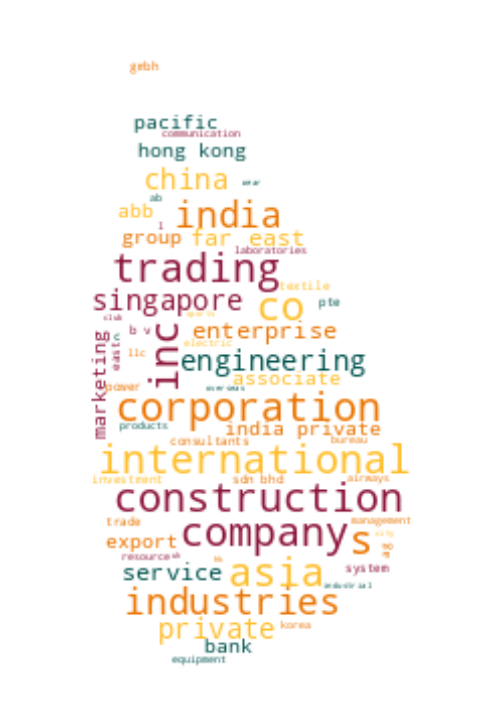 gmbh
pacific
communication
hong kong
china
ab
abb
india
l
group far east
laboratories
trading
textile
singapore co pte
inc
b v
enterprise
c
electric
engineering
east
llc
marketing
associate
power
overseas
corporation
products
india private
consultants
bureau
international
investment
sdn bhd
airways
construction
trade
management
company s
city
export
resource
service asia system
industrial
industries
private korea
bank
equipment